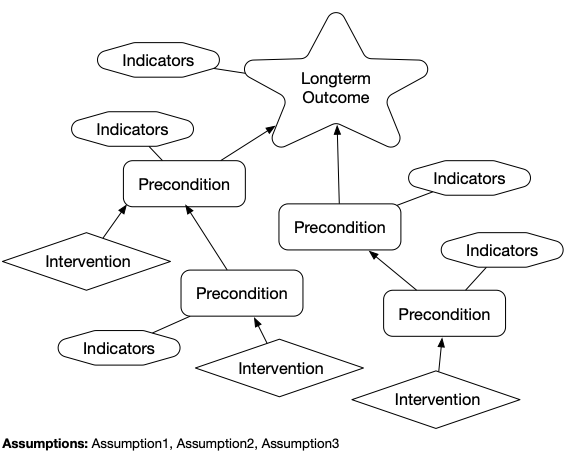 Indicators
Longterm
Outcome
Indicators
Precondition
Indicators
Precondition
Indicators
Intervention
Precondition
Precondition
Indicators
Intervention
Intervention
Assumptions: Assumption1, Assumption2, Assumption3